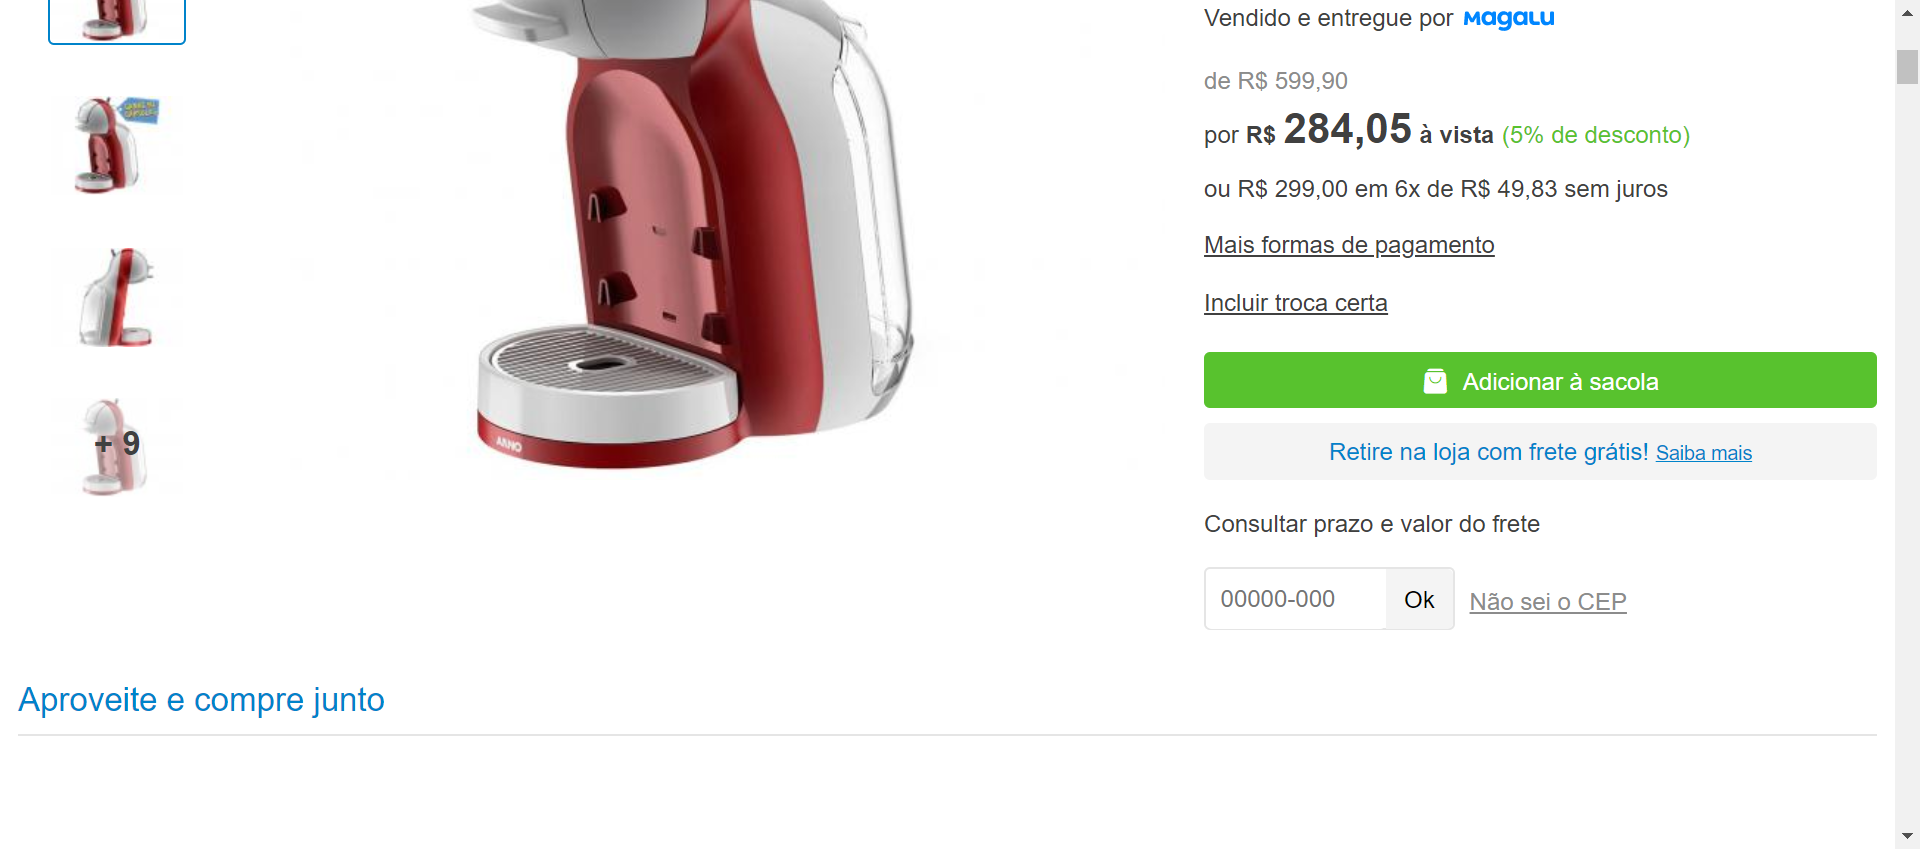 Vendido e entregue por Magalu
de R$ 599,90
por R$ 284,05 à vista (5% de desconto)
ou R$ 299,00 em 6x de R$ 49,83 sem juros
Mais formas de pagamento
Incluir troca certa
Adicionar à sacola
Retire na loja com frete grátis! Saiba mais
Consultar prazo e valor do frete
00000-000 Ok Não sei o CEP
+ 9
ARNO
Aproveite e compre junto